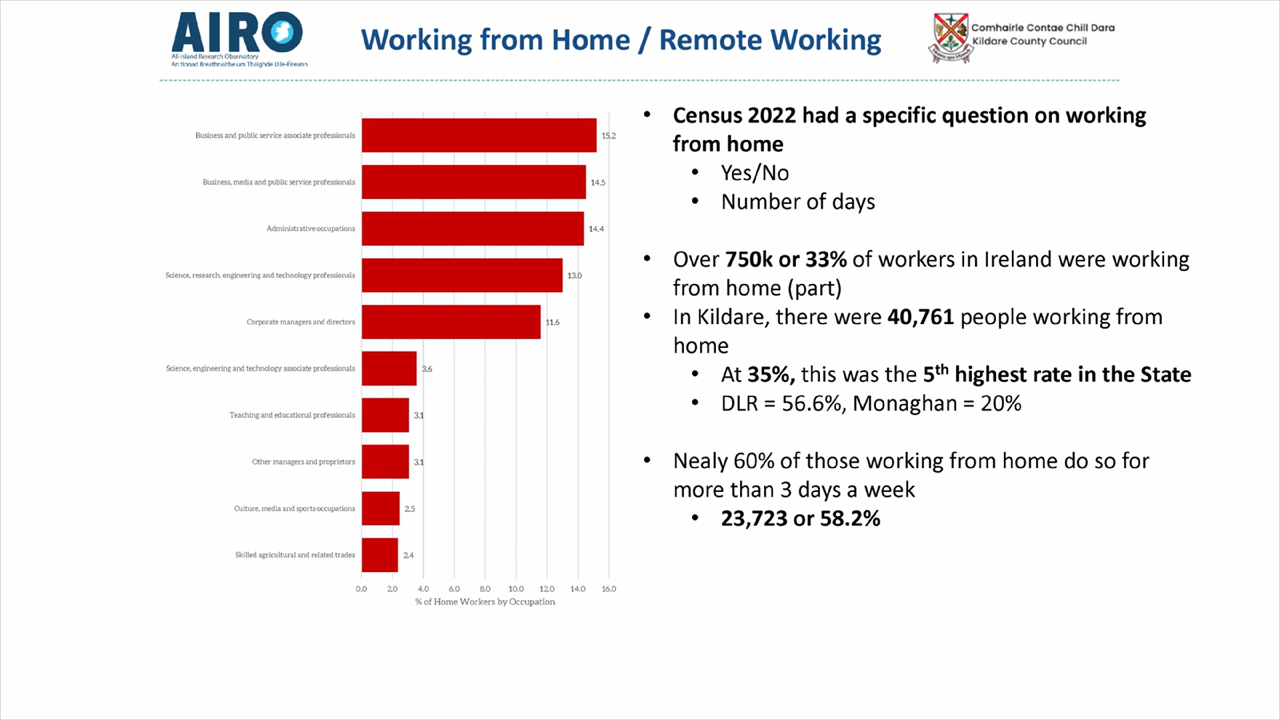 AIRO
All-Island Research Observatory
An tIonad Breathnaitheach um Thaighde Uile-Éireann
Working from Home / Remote Working
Comhairle Contae Chill Dara
Kildare County Council
Business and public service associate professionals 15.2
Business, media and public service professionals 14.5
Administrative occupations 14.4
Science, research, engineering and technology professionals 13.0
Corporate managers and directors 11.6
Science, engineering and technology associate professionals 3.6
Teaching and educational professionals 3.1
Other managers and proprietors 3.1
Culture, media and sports occupations 2.5
Skilled agricultural and related trades 2.4
0.0 2.0 4.0 6.0 8.0 10.0 12.0 14.0 16.0
% of Home Workers by Occupation
• Census 2022 had a specific question on working
from home
• Yes/No
• Number of days
• Over 750k or 33% of workers in Ireland were working
from home (part)
• In Kildare, there were 40,761 people working from
home
• At 35%, this was the 5th highest rate in the State
• DLR = 56.6%, Monaghan = 20%
• Nealy 60% of those working from home do so for
more than 3 days a week
• 23,723 or 58.2%